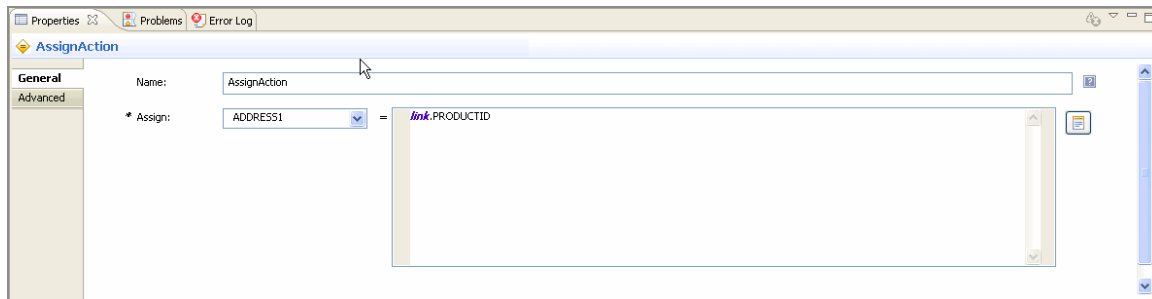 Properties Problems Error Log
AssignAction
General
Advanced
Name: AssignAction
* Assign: ADDRESS1 = link.PRODUCTID